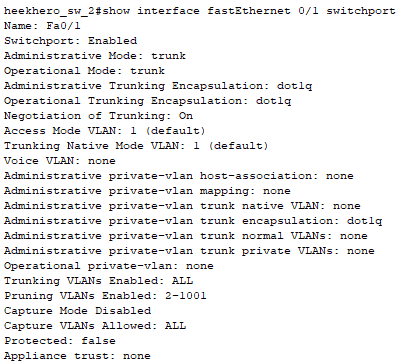 heekhero_sw_2#show interface fastEthernet 0/1 switchport
Name: Fa0/1
Switchport: Enabled
Administrative Mode: trunk
Operational Mode: trunk
Administrative Trunking Encapsulation: dot1q
Operational Trunking Encapsulation: dot1q
Negotiation of Trunking: On
Access Mode VLAN: 1 (default)
Trunking Native Mode VLAN: 1 (default)
Voice VLAN: none
Administrative private-vlan host-association: none
Administrative private-vlan mapping: none
Administrative private-vlan trunk native VLAN: none
Administrative private-vlan trunk encapsulation: dot1q
Administrative private-vlan trunk normal VLANs: none
Administrative private-vlan trunk private VLANs: none
Operational private-vlan: none
Trunking VLANs Enabled: ALL
Pruning VLANs Enabled: 2-1001
Capture Mode Disabled
Capture VLANs Allowed: ALL
Protected: false
Appliance trust: none